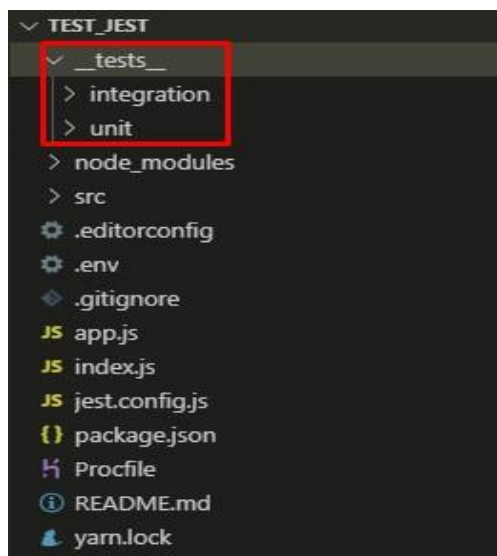 TEST_JEST
__tests__
integration
unit
node_modules
src
.editorconfig
.env
.gitignore
JS app.js
JS index.js
JS jest.config.js
{} package.json
Procfile
README.md
yarn.lock